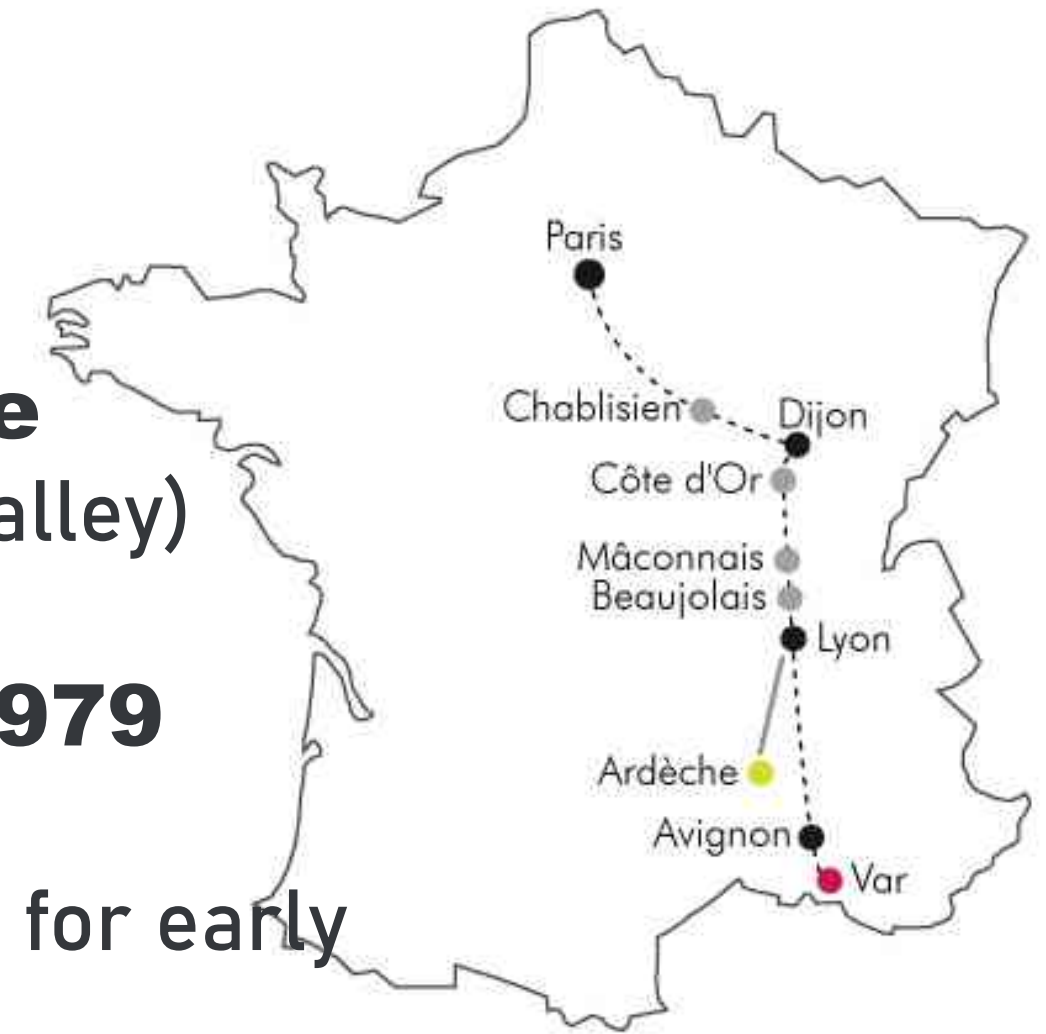 Paris
e
Chablisien
Dijon
alley)
Côte d'Or
Mâconnais
Beaujolais
Lyon
979
Ardèche
Avignon
Var
for early